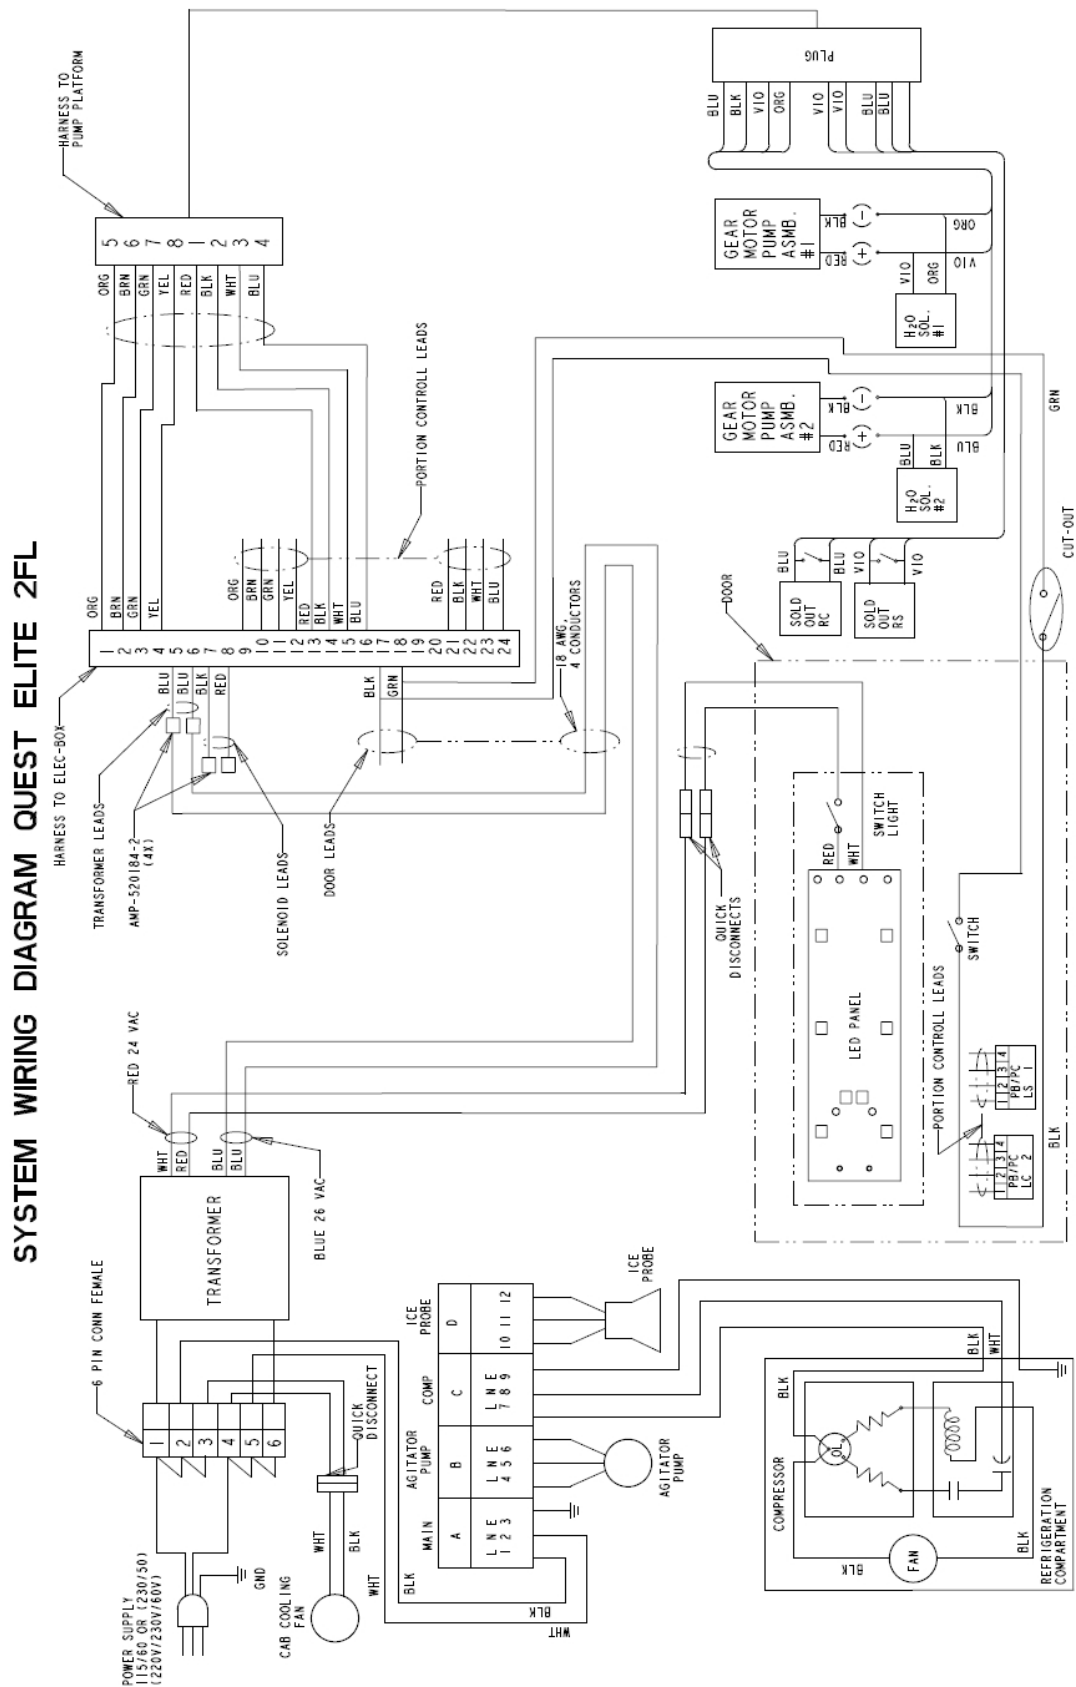 SYSTEM WIRING DIAGRAM QUEST ELITE 2FL
POWER SUPPLY
115/60 OR (230/50)
(220V/230V/60V)
GND
6 PIN CONN FEMALE
1
2
3
4
5
6
TRANSFORMER
WHT
RED
BLU
BLU
RED 24 VAC
BLUE 26 VAC
CAB COOLING
FAN
WHT
BLK
QUICK
DISCONNECT
WHT
BLK
BLK
WHT
MAIN
AGITATOR
PUMP
COMP
ICE
PROBE
A
B
C
D
L N E
1 2 3
L N E
4 5 6
L N E
7 8 9
10 11 12
AGITATOR
PUMP
ICE
PROBE
COMPRESSOR
OL
FAN
BLK
BLK
BLK
BLK
WHT
REFRIGERATION
COMPARTMENT
HARNESS TO ELEC-BOX
TRANSFORMER LEADS
AMP-520184-2
(4X)
SOLENOID LEADS
DOOR LEADS
BLU
BLU
BLK
RED
BLK
GRN
18 AWG,
4 CONDUCTORS
1
2
3
4
5
6
7
8
9
10
11
12
13
14
15
16
17
18
19
20
21
22
23
24
ORG
BRN
GRN
YEL
ORG
BRN
GRN
YEL
RED
BLK
WHT
BLU
RED
BLK
WHT
BLU
PORTION CONTROLL LEADS
HARNESS TO
PUMP PLATFORM
5
6
7
8
1
2
3
4
ORG
BRN
GRN
YEL
RED
BLK
WHT
BLU
PLUG
BLU
BLK
VIO
ORG
VIO
VIO
BLU
BLU
GEAR
MOTOR
PUMP
ASMB.
#1
BLK
(-)
RED
(+)
ORG
VIO
VIO
ORG
H2O
SOL.
#1
GEAR
MOTOR
PUMP
ASMB.
#2
BLK
(-)
RED
(+)
BLK
BLU
BLU
BLK
H2O
SOL.
#2
SOLD
OUT
RC
BLU
BLU
SOLD
OUT
RS
VIO
VIO
GRN
CUT-OUT
DOOR
QUICK
DISCONNECTS
RED
WHT
SWITCH
LIGHT
LED PANEL
SWITCH
PORTION CONTROLL LEADS
1 2 3 4
PB/PC
LC 2
1 2 3 4
PB/PC
LS 1
BLK